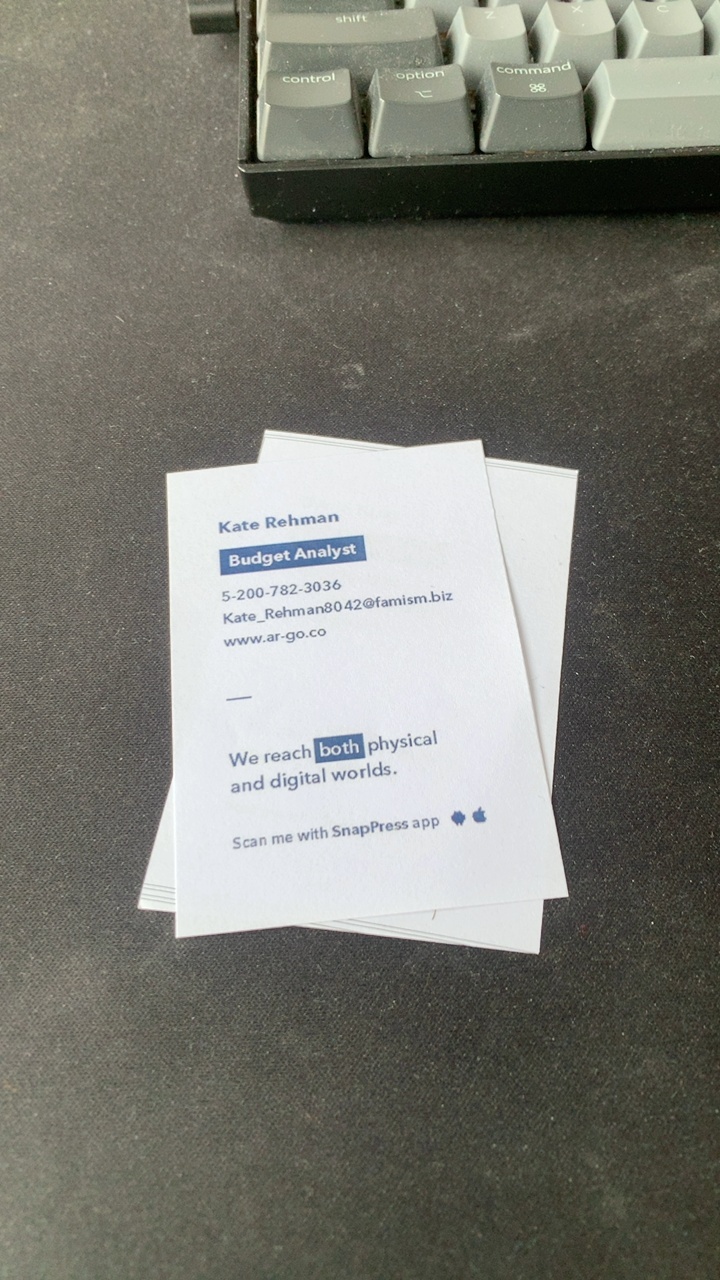 shift
Z
X
C
control
option
⌥
command
⌘
Kate Rehman
Budget Analyst
5-200-782-3036
Kate_Rehman8042@famism.biz
www.ar-go.co
—
We reach both physical
and digital worlds.
Scan me with SnapPress app